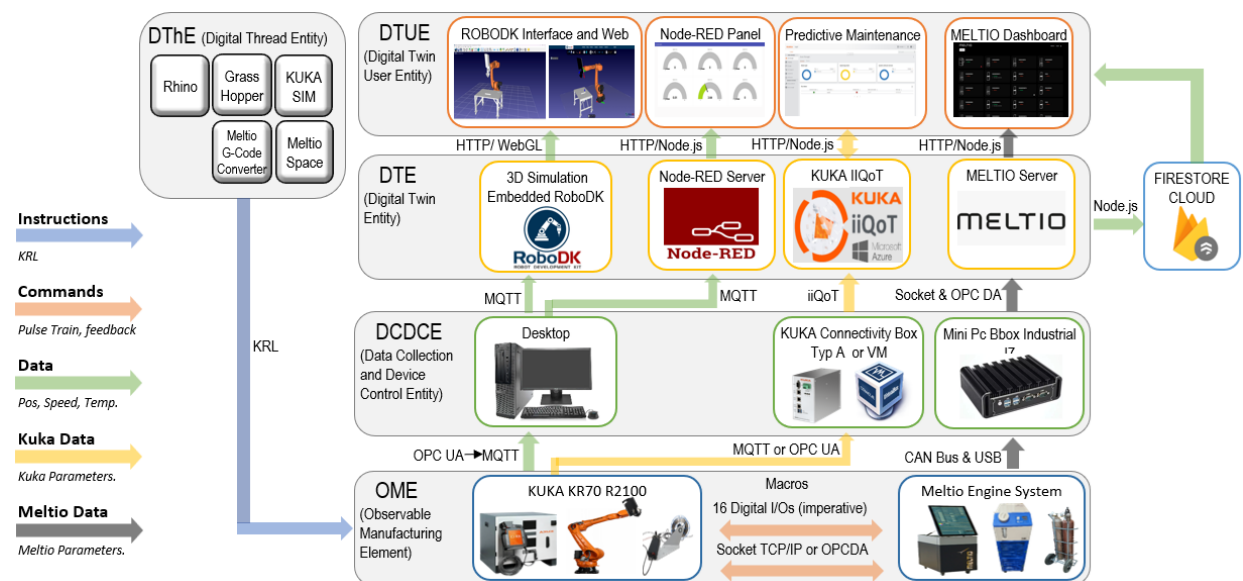 DThE (Digital Thread Entity)
Rhino
Grass
Hopper
KUKA
SIM
Meltio
G-Code
Converter
Meltio
Space
Instructions
KRL
Commands
Pulse Train, feedback
Data
Pos, Speed, Temp.
Kuka Data
Kuka Parameters.
Meltio Data
Meltio Parameters.
KRL
DTUE
(Digital Twin
User Entity)
ROBODK Interface and Web
Node-RED Panel
Predictive Maintenance
MELTIO Dashboard
HTTP/ WebGL
HTTP/Node.js
HTTP/Node.js
HTTP/Node.js
DTE
(Digital Twin
Entity)
3D Simulation
Embedded RoboDK
RoboDK
ROBOT DEVELOPMENT KIT
Node-RED Server
Node-RED
KUKA IIQoT
KUKA
iiQoT
Microsoft
Azure
MELTIO Server
MELTIO
Node.js
FIRESTORE
CLOUD
MQTT
MQTT
iiQoT
Socket & OPC DA
DCDCE
(Data Collection
and Device
Control Entity)
Desktop
KUKA Connectivity Box
Typ A or VM
Mini Pc Bbox Industrial
I7
OPC UA→MQTT
MQTT or OPC UA
CAN Bus & USB
OME
(Observable
Manufacturing
Element)
KUKA KR70 R2100
Macros
16 Digital I/Os (imperative)
Socket TCP/IP or OPCDA
Meltio Engine System